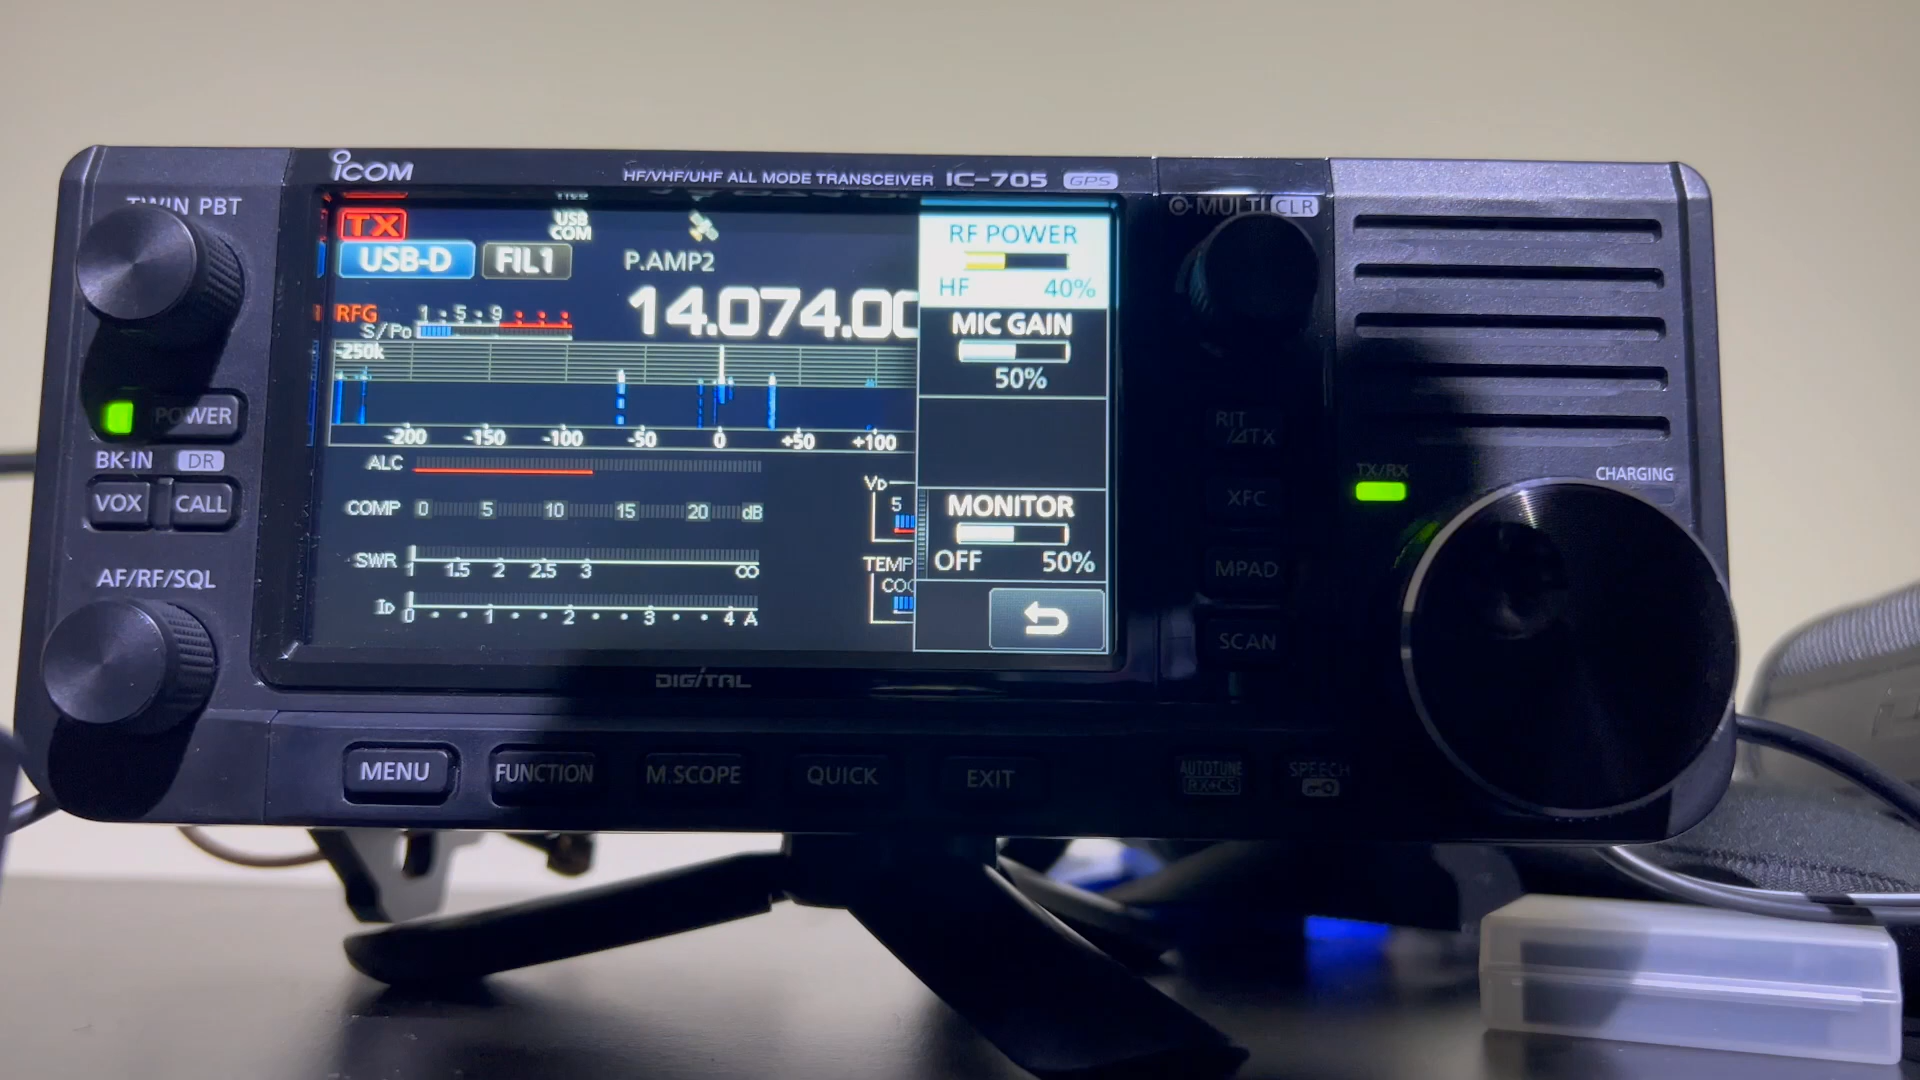 ICOM
HF/VHF/UHF ALL MODE TRANSCEIVER IC-705 GPS
TWIN PBT
MULTI CLR
TX
USB
COM
USB-D FIL1
P.AMP2
RF POWER
HF 40%
RFG
1 · 5 · 9
S/Po
14.074.00
MIC GAIN
50%
-250k
-200 -150 -100 -50 0 +50 +100
POWER
RIT
/⊿TX
BK-IN DR
VOX CALL
ALC
VD
5
COMP 0 5 10 15 20 dB
MONITOR
OFF 50%
XFC
TX/RX
CHARGING
SWR 1 1.5 2 2.5 3 ∞
TEMP
MPAD
AF/RF/SQL
ID 0 1 2 3 4 A
SCAN
DIGITAL
MENU FUNCTION M.SCOPE QUICK EXIT
AUTOTUNE
RX→CS
SPEECH